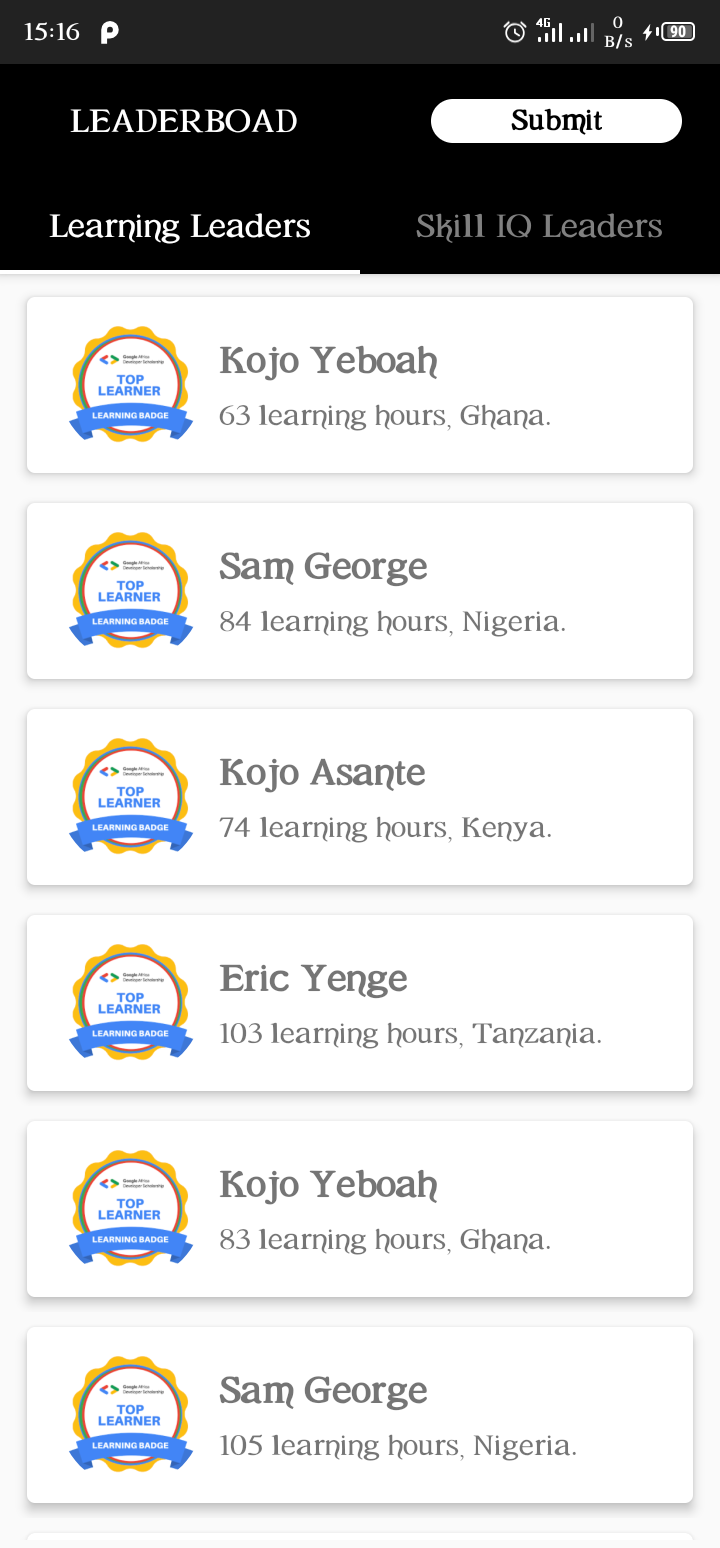 15:16 P 4G 0 B/s 90
LEADERBOAD Submit
Learning Leaders Skill IQ Leaders
Google Africa
Developer Scholarship
TOP
LEARNER
LEARNING BADGE
Kojo Yeboah
63 learning hours, Ghana.
Google Africa
Developer Scholarship
TOP
LEARNER
LEARNING BADGE
Sam George
84 learning hours, Nigeria.
Google Africa
Developer Scholarship
TOP
LEARNER
LEARNING BADGE
Kojo Asante
74 learning hours, Kenya.
Google Africa
Developer Scholarship
TOP
LEARNER
LEARNING BADGE
Eric Yenge
103 learning hours, Tanzania.
Google Africa
Developer Scholarship
TOP
LEARNER
LEARNING BADGE
Kojo Yeboah
83 learning hours, Ghana.
Google Africa
Developer Scholarship
TOP
LEARNER
LEARNING BADGE
Sam George
105 learning hours, Nigeria.